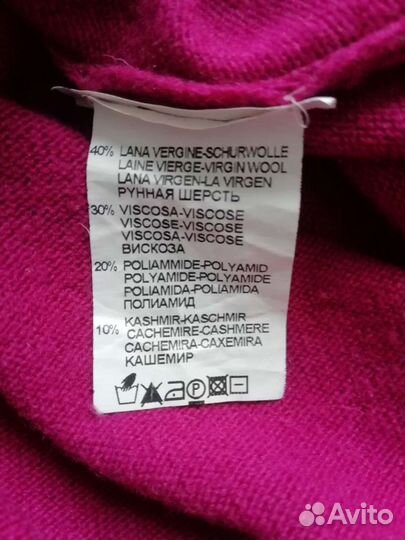 40% LANA VERGINE-SCHURWOLLE
LAINE VIERGE-VIRGIN WOOL
LANA VIRGEN-LA VIRGEN
РУННАЯ ШЕРСТЬ
30% VISCOSA-VISCOSE
VISCOSE-VISCOSE
VISCOSA-VISCOSE
ВИСКОЗА
20% POLIAMMIDE-POLYAMID
POLYAMIDE-POLYAMIDE
POLIAMIDA-POLIAMIDA
ПОЛИАМИД
10% KASHMIR-KASCHMIR
CACHEMIRE-CASHMERE
CACHEMIRA-CAXEMIRA
КАШЕМИР
P
Avito